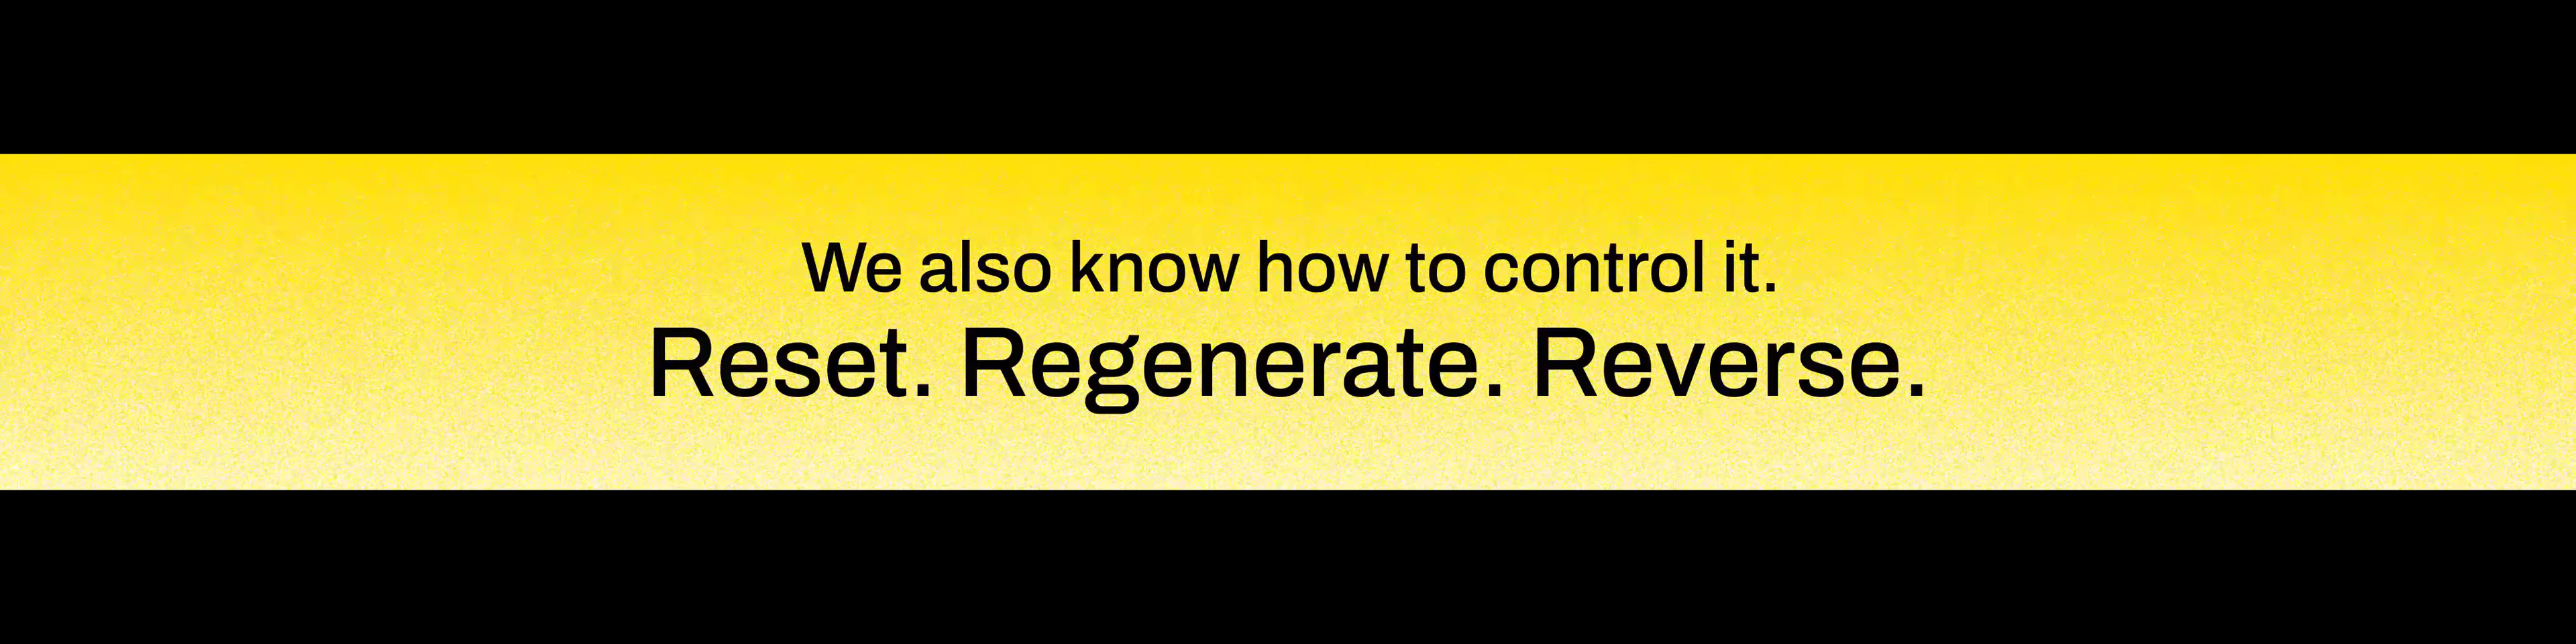 We also know how to control it.
Reset. Regenerate. Reverse.